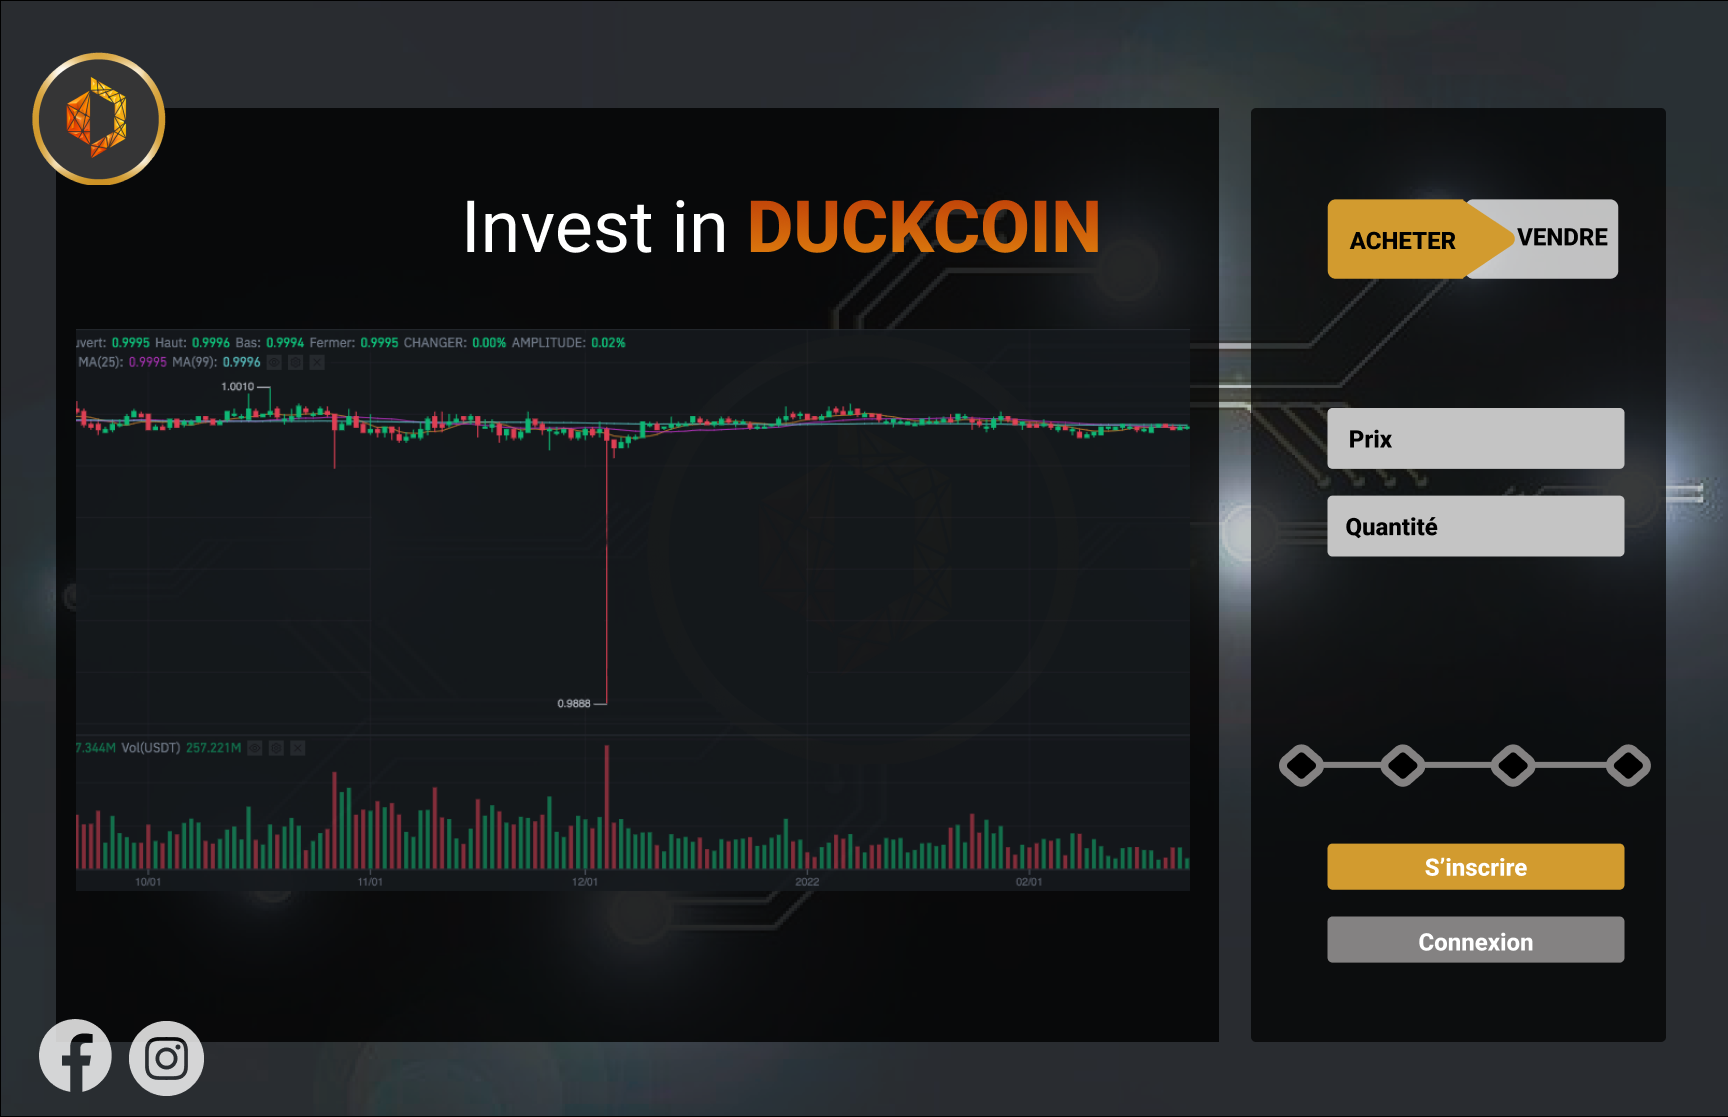 Invest in DUCKCOIN
ACHETER
VENDRE
uvert: 0.9995 Haut: 0.9996 Bas: 0.9994 Fermer: 0.9995 CHANGER: 0.00% AMPLITUDE: 0.02%
MA(25): 0.9995 MA(99): 0.9996
1.0010
Prix
Quantité
0.9888
7.344M Vol(USDT) 257.221M
10/01 11/01 12/01 2022 02/01
S’inscrire
Connexion